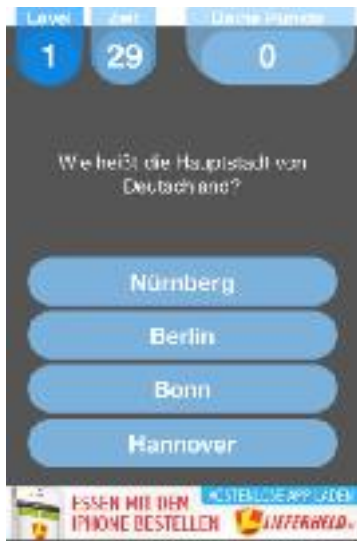 Level Zeit Deine Punkte
1 29 0
Wie heißt die Hauptstadt von
Deutschland?
Nürnberg
Berlin
Bonn
Hannover
KOSTENLOSE APP LADEN
ESSEN MIT DEM
IPHONE BESTELLEN LIEFERHELD